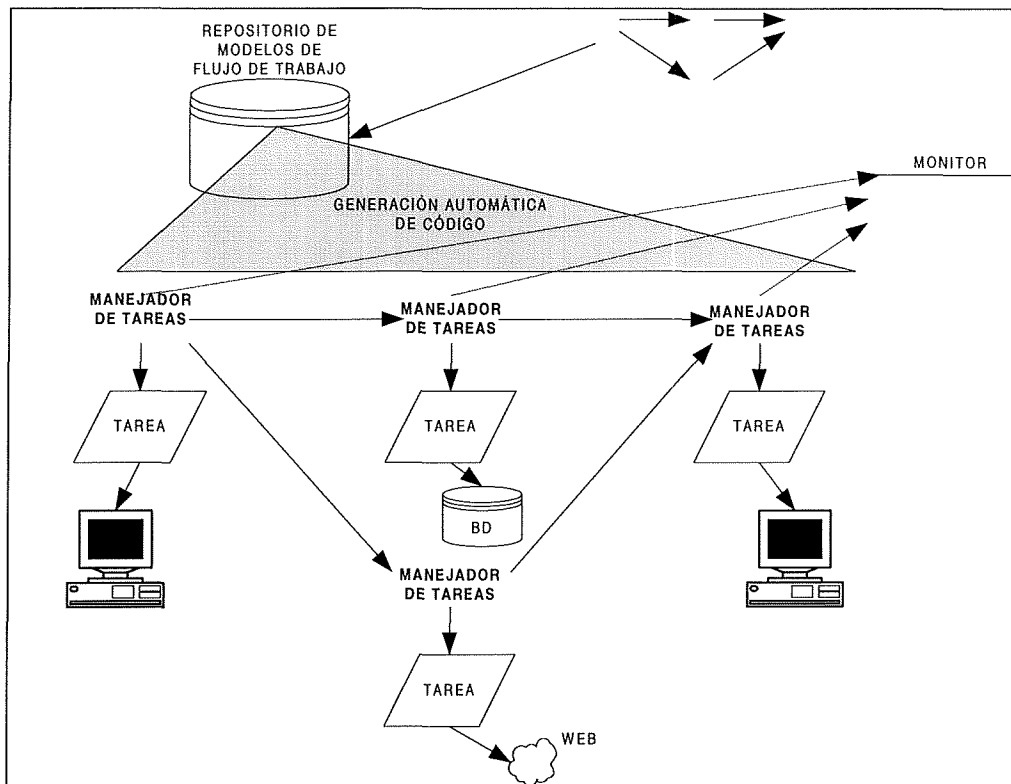 REPOSITORIO DE
MODELOS DE
FLUJO DE TRABAJO
MONITOR
GENERACIÓN AUTOMÁTICA
DE CÓDIGO
MANEJADOR
DE TAREAS
MANEJADOR
DE TAREAS
MANEJADOR
DE TAREAS
TAREA
TAREA
TAREA
BD
MANEJADOR
DE TAREAS
TAREA
WEB